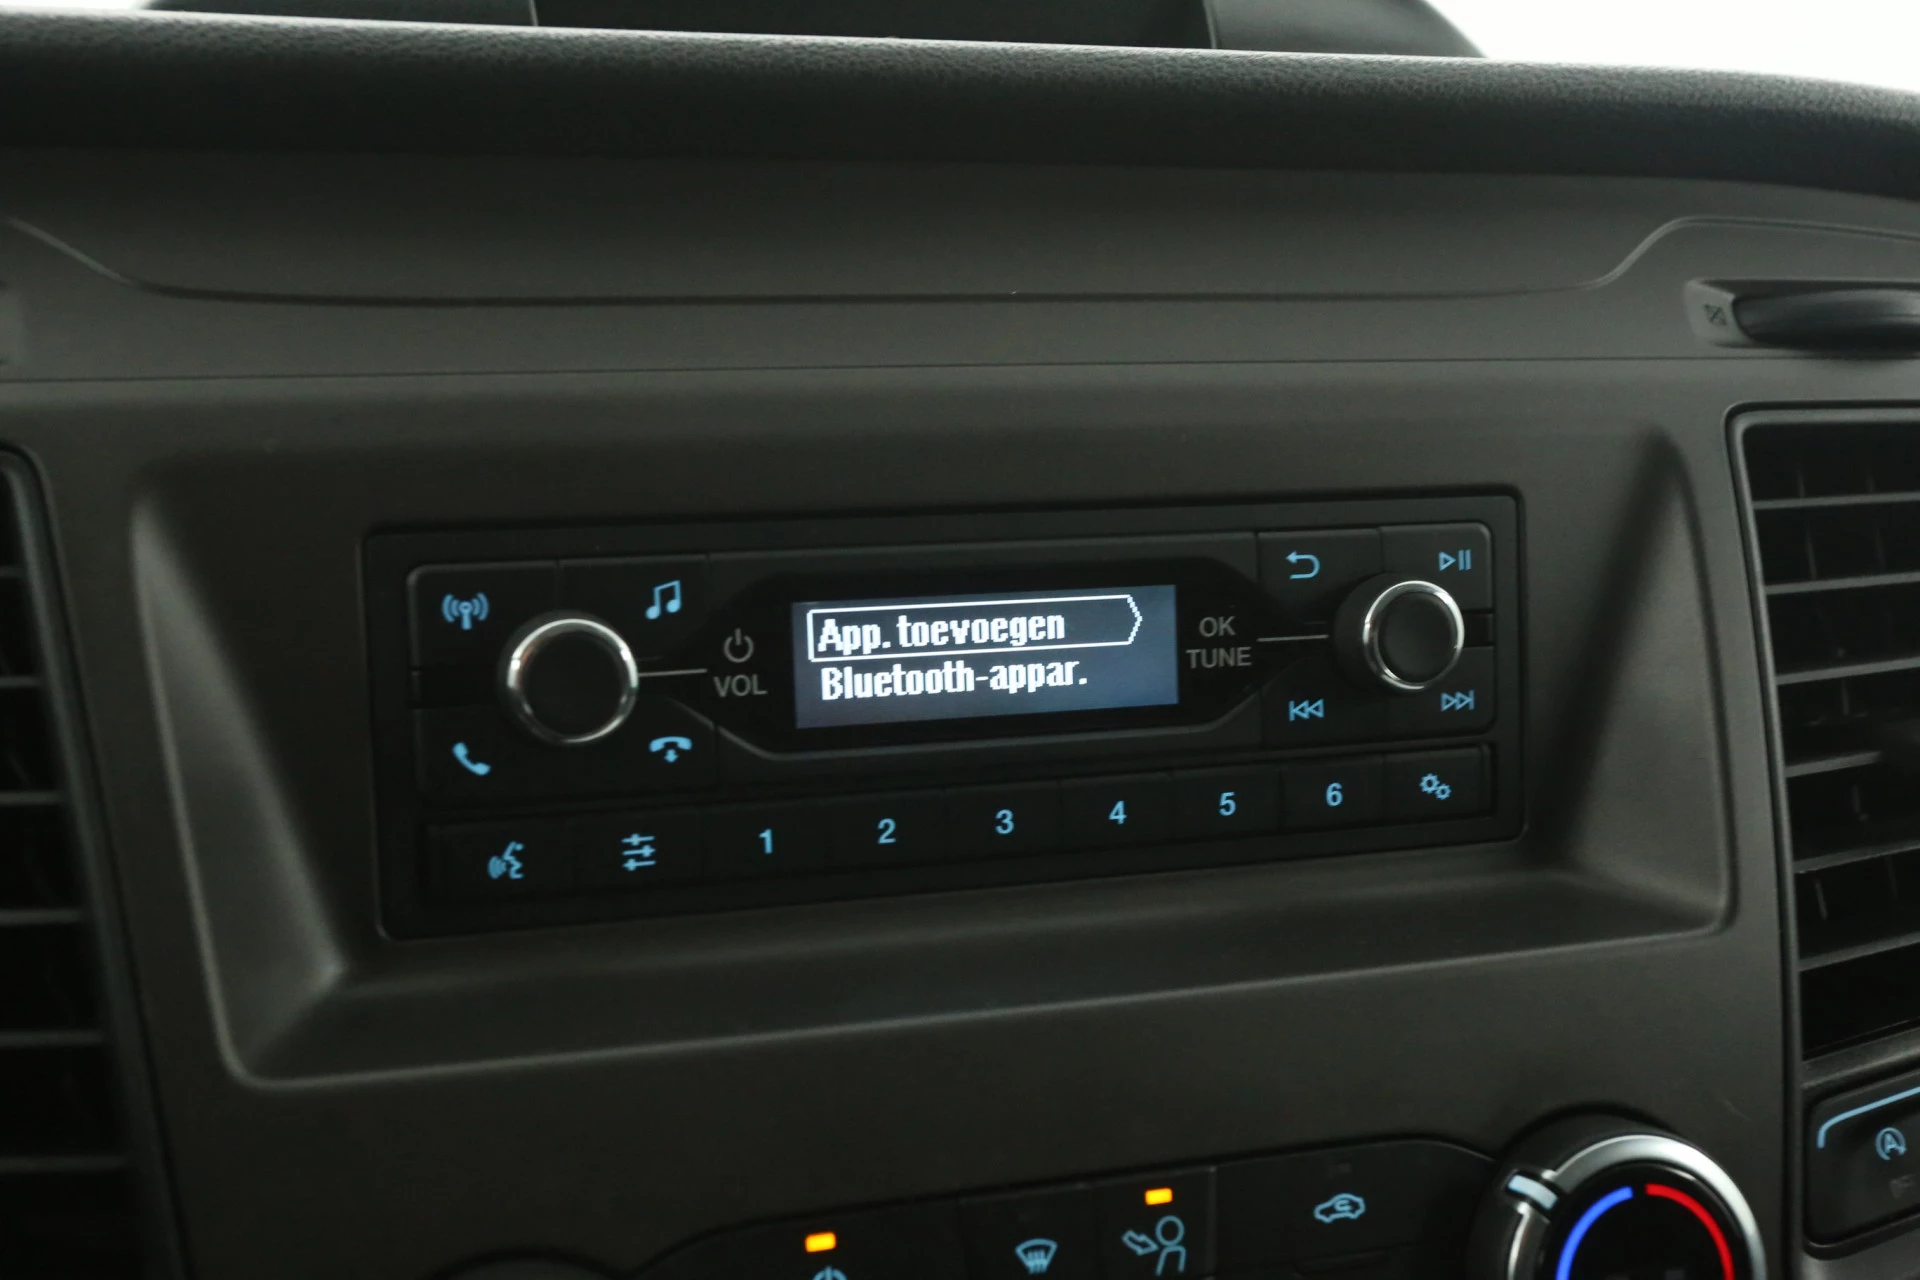 App. toevoegen
Bluetooth-appar.
VOL
OK
TUNE
1 2 3 4 5 6
A